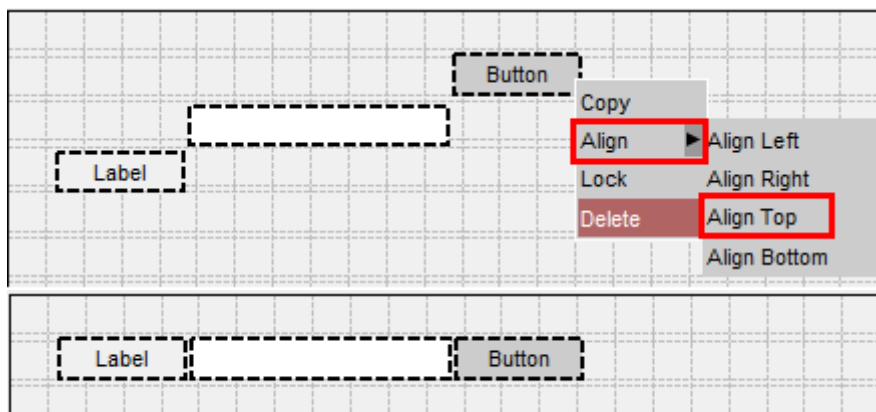 Button
Copy
Align
Align Left
Label
Lock
Align Right
Delete
Align Top
Align Bottom
Label
Button